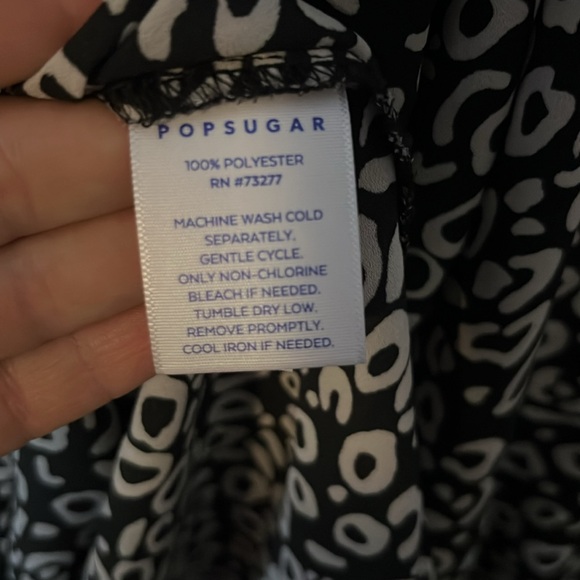 POPSUGAR
100% POLYESTER
RN #73277
MACHINE WASH COLD
SEPARATELY.
GENTLE CYCLE.
ONLY NON-CHLORINE
BLEACH IF NEEDED.
TUMBLE DRY LOW.
REMOVE PROMPTLY.
COOL IRON IF NEEDED.